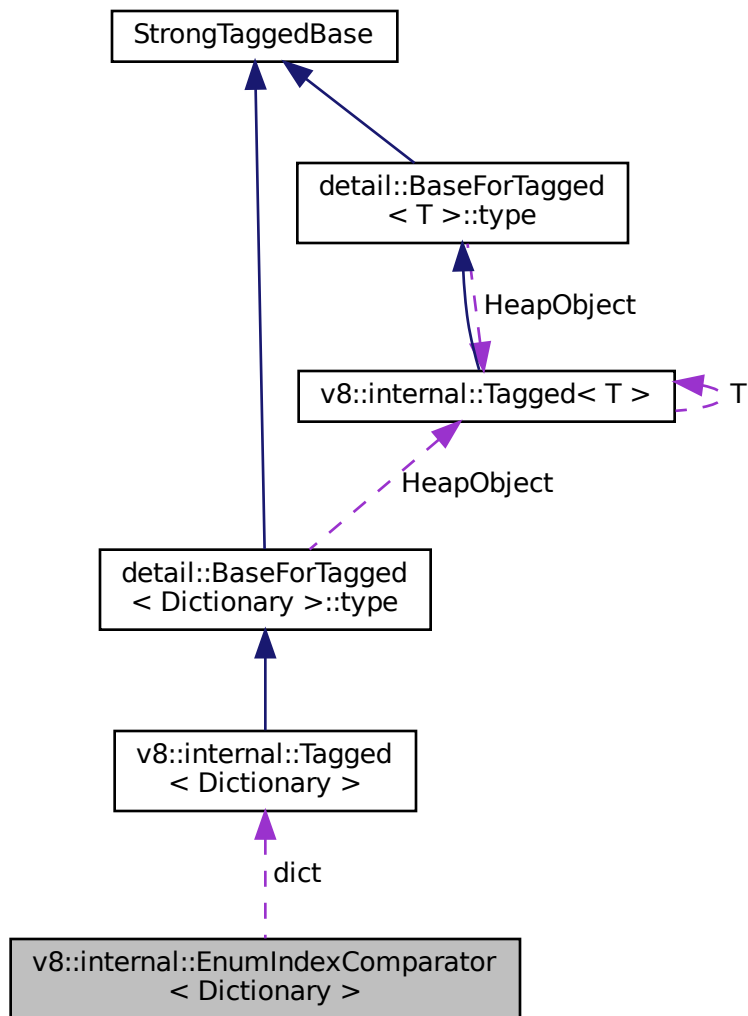 StrongTaggedBase
detail::BaseForTagged
< T >::type
HeapObject
v8::internal::Tagged< T >
T
HeapObject
detail::BaseForTagged
< Dictionary >::type
v8::internal::Tagged
< Dictionary >
dict
v8::internal::EnumIndexComparator
< Dictionary >